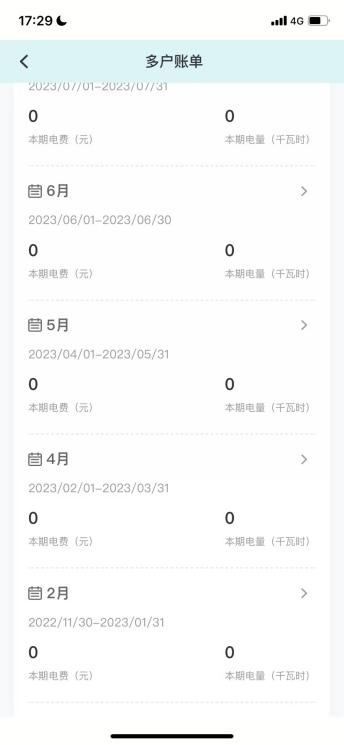 17:29
4G
多户账单
2023/07/01-2023/07/31
0 0
本期电费（元） 本期电量（千瓦时）
6月
2023/06/01-2023/06/30
0 0
本期电费（元） 本期电量（千瓦时）
5月
2023/04/01-2023/05/31
0 0
本期电费（元） 本期电量（千瓦时）
4月
2023/02/01-2023/03/31
0 0
本期电费（元） 本期电量（千瓦时）
2月
2022/11/30-2023/01/31
0 0
本期电费（元） 本期电量（千瓦时）